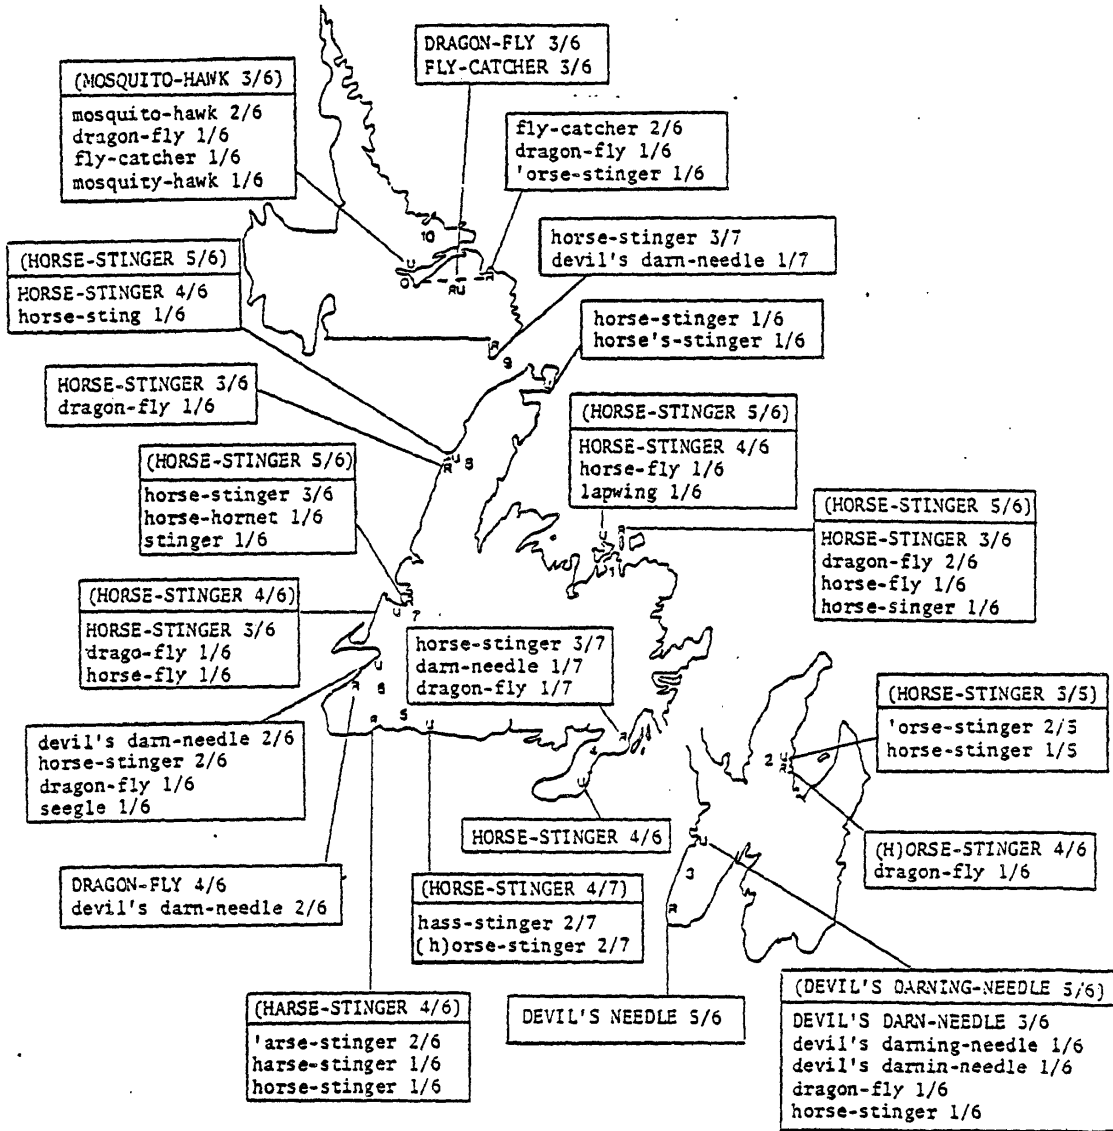 DRAGON-FLY 3/6
FLY-CATCHER 3/6
(MOSQUITO-HAWK 3/6)
mosquito-hawk 2/6
dragon-fly 1/6
fly-catcher 1/6
mosquity-hawk 1/6
fly-catcher 2/6
dragon-fly 1/6
'orse-stinger 1/6
horse-stinger 3/7
devil's darn-needle 1/7
(HORSE-STINGER 5/6)
HORSE-STINGER 4/6
horse-sting 1/6
horse-stinger 1/6
horse's-stinger 1/6
HORSE-STINGER 3/6
dragon-fly 1/6
(HORSE-STINGER 5/6)
HORSE-STINGER 4/6
horse-fly 1/6
lapwing 1/6
(HORSE-STINGER 5/6)
horse-stinger 3/6
horse-hornet 1/6
stinger 1/6
(HORSE-STINGER 5/6)
HORSE-STINGER 3/6
dragon-fly 2/6
horse-fly 1/6
horse-singer 1/6
(HORSE-STINGER 4/6)
HORSE-STINGER 3/6
drago-fly 1/6
horse-fly 1/6
horse-stinger 3/7
darn-needle 1/7
dragon-fly 1/7
(HORSE-STINGER 3/5)
'orse-stinger 2/5
horse-stinger 1/5
devil's darn-needle 2/6
horse-stinger 2/6
dragon-fly 1/6
seegle 1/6
HORSE-STINGER 4/6
(H)ORSE-STINGER 4/6
dragon-fly 1/6
DRAGON-FLY 4/6
devil's darn-needle 2/6
(HORSE-STINGER 4/7)
hass-stinger 2/7
(h)orse-stinger 2/7
(HARSE-STINGER 4/6)
'arse-stinger 2/6
harse-stinger 1/6
horse-stinger 1/6
DEVIL'S NEEDLE 5/6
(DEVIL'S DARNING-NEEDLE 5/6)
DEVIL'S DARN-NEEDLE 3/6
devil's darning-needle 1/6
devil's darnin-needle 1/6
dragon-fly 1/6
horse-stinger 1/6
10
U
RU
R
9
U
R
8
U
R
1
U
7
U
6
R
R
5
U
4
R
U
2
U
R
3
U
R